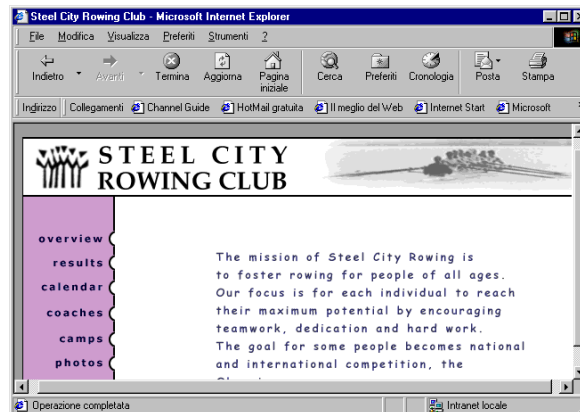 Steel City Rowing Club - Microsoft Internet Explorer
File Modifica Visualizza Preferiti Strumenti ?
Indietro Avanti Termina Aggiorna Pagina iniziale Cerca Preferiti Cronologia Posta Stampa
Indirizzo Collegamenti Channel Guide HotMail gratuita Il meglio del Web Internet Start Microsoft
STEEL CITY
ROWING CLUB
overview
results
calendar
coaches
camps
photos
The mission of Steel City Rowing is
to foster rowing for people of all ages.
Our focus is for each individual to reach
their maximum potential by encouraging
teamwork, dedication and hard work.
The goal for some people becomes national
and international competition, the
Operazione completata Intranet locale